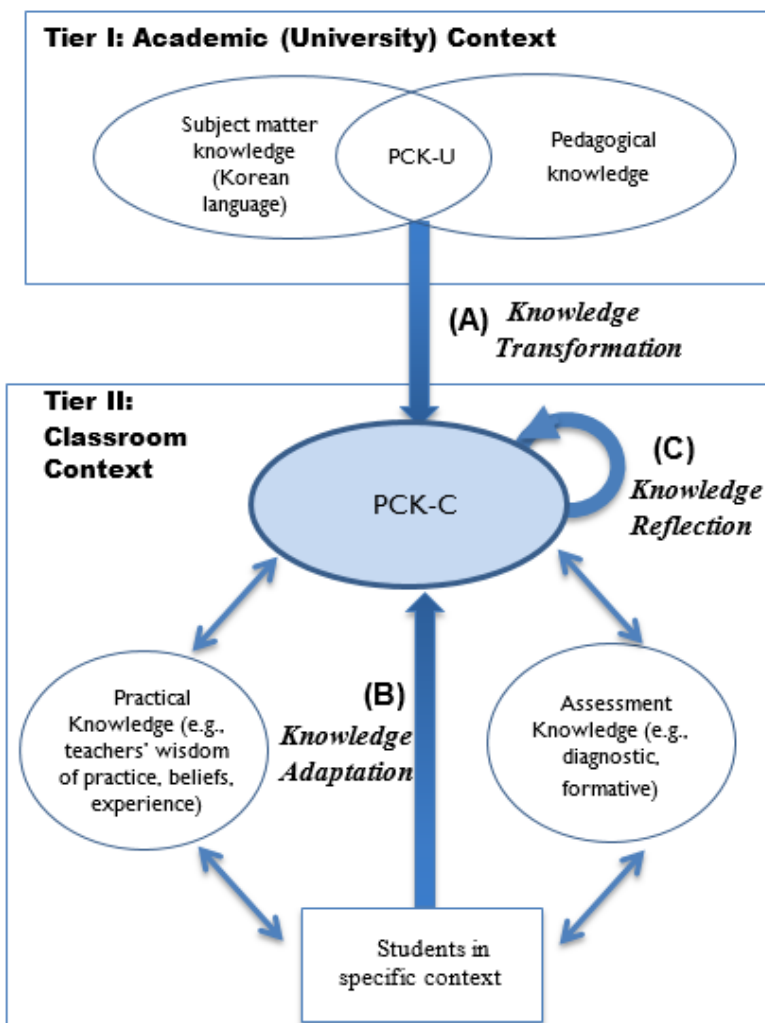 Tier I: Academic (University) Context
Subject matter
knowledge
(Korean
language)
PCK-U
Pedagogical
knowledge
(A) Knowledge
Transformation
Tier II:
Classroom
Context
PCK-C
(C)
Knowledge
Reflection
Practical
Knowledge (e.g.,
teachers' wisdom
of practice, beliefs,
experience)
(B)
Knowledge
Adaptation
Assessment
Knowledge (e.g.,
diagnostic,
formative)
Students in
specific context